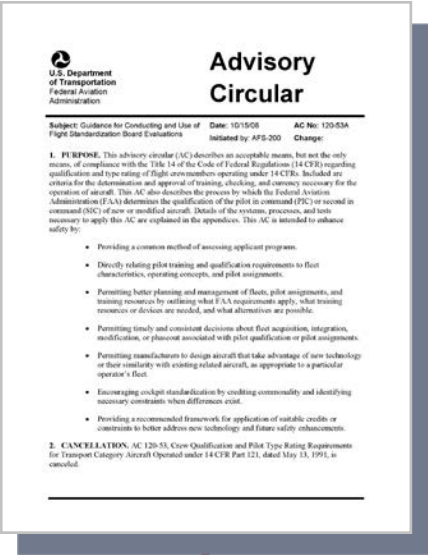 Advisory
Circular
U.S. Department
of Transportation
Federal Aviation
Administration
Subject: Guidance for Conducting and Use of
Flight Standardization Board Evaluations
Date: 10/15/08
Initiated by: AFS-200
AC No: 120-53A
Change:
1. PURPOSE. This advisory circular (AC) describes an acceptable means, but not the only
means, of compliance with the Title 14 of the Code of Federal Regulations (14 CFR) regarding
qualification and type rating of flight crewmembers operating under 14 CFRs. Included are
criteria for the determination and approval of training, checking, and currency necessary for the
operation of aircraft. This AC also describes the process by which the Federal Aviation
Administration (FAA) determines the qualification of the pilot in command (PIC) or second in
command (SIC) of new or modified aircraft. Details of the systems, processes, and tests
necessary to apply this AC are explained in the appendices. This AC is intended to enhance
safety by:
• Providing a common method of assessing applicant programs.
• Directly relating pilot training and qualification requirements to fleet
characteristics, operating concepts, and pilot assignments.
• Permitting better planning and management of fleets, pilot assignments, and
training resources by outlining what FAA requirements apply, what training
resources or devices are needed, and what alternatives are possible.
• Permitting timely and consistent decisions about fleet acquisition, integration,
modification, or phaseout associated with pilot qualification or pilot assignments.
• Permitting manufacturers to design aircraft that take advantage of new technology
or their similarity with existing related aircraft, as appropriate to a particular
operator's fleet.
• Encouraging cockpit standardization by crediting commonality and identifying
necessary constraints when differences exist.
• Providing a recommended framework for application of suitable credits or
constraints to better address new technology and future safety enhancements.
2. CANCELLATION. AC 120-53, Crew Qualification and Pilot Type Rating Requirements
for Transport Category Aircraft Operated under 14 CFR Part 121, dated May 13, 1991, is
canceled.